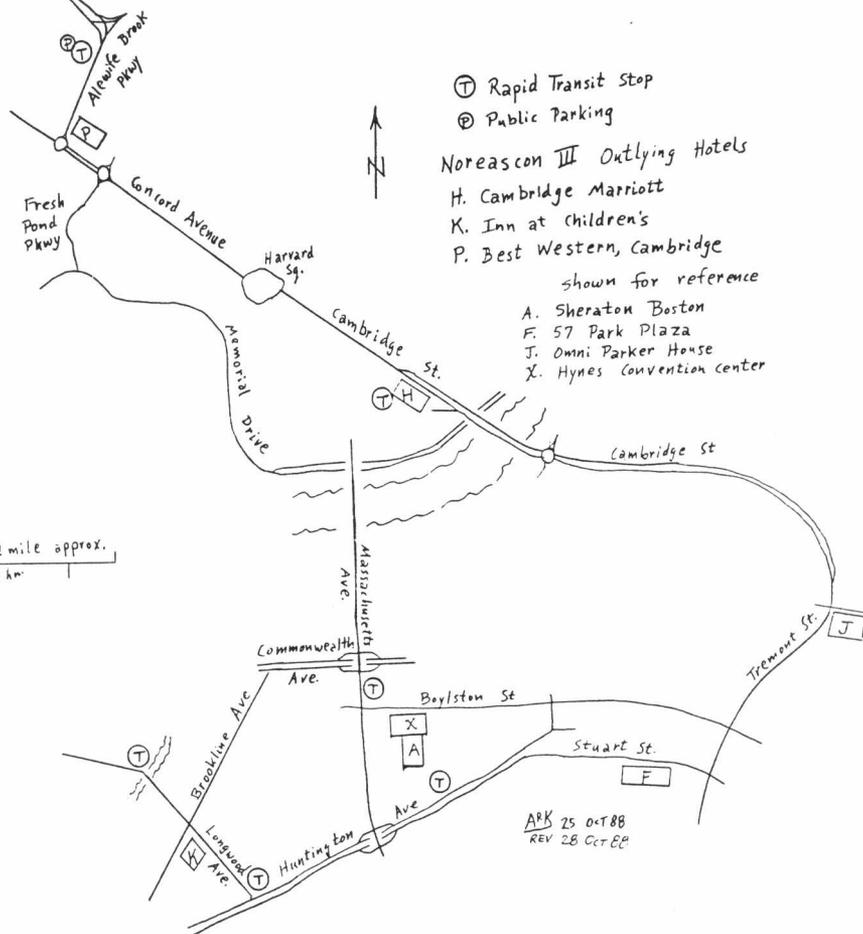 Ⓟ
Ⓣ
Alewife Brook
Pkwy
P
Ⓣ Rapid Transit Stop
Ⓟ Public Parking
N
Noreascon III Outlying Hotels
H. Cambridge Marriott
K. Inn at Children's
P. Best Western, Cambridge
shown for reference
A. Sheraton Boston
F. 57 Park Plaza
J. Omni Parker House
X. Hynes Convention center
Fresh
Pond
Pkwy
Concord Avenue
Harvard
Sq.
Cambridge
St.
Memorial Drive
Ⓣ
H
Cambridge St
mile approx.
km
Massachusetts
Ave.
Tremont St.
J
Commonwealth
Ave.
Ⓣ
Boylston St
X
A
Stuart St.
F
Ⓣ
Brookline Ave
Ⓣ
Longwood
Ave.
K
Ⓣ
Huntington Ave
ARK 25 OCT 88
REV 28 OCT 88